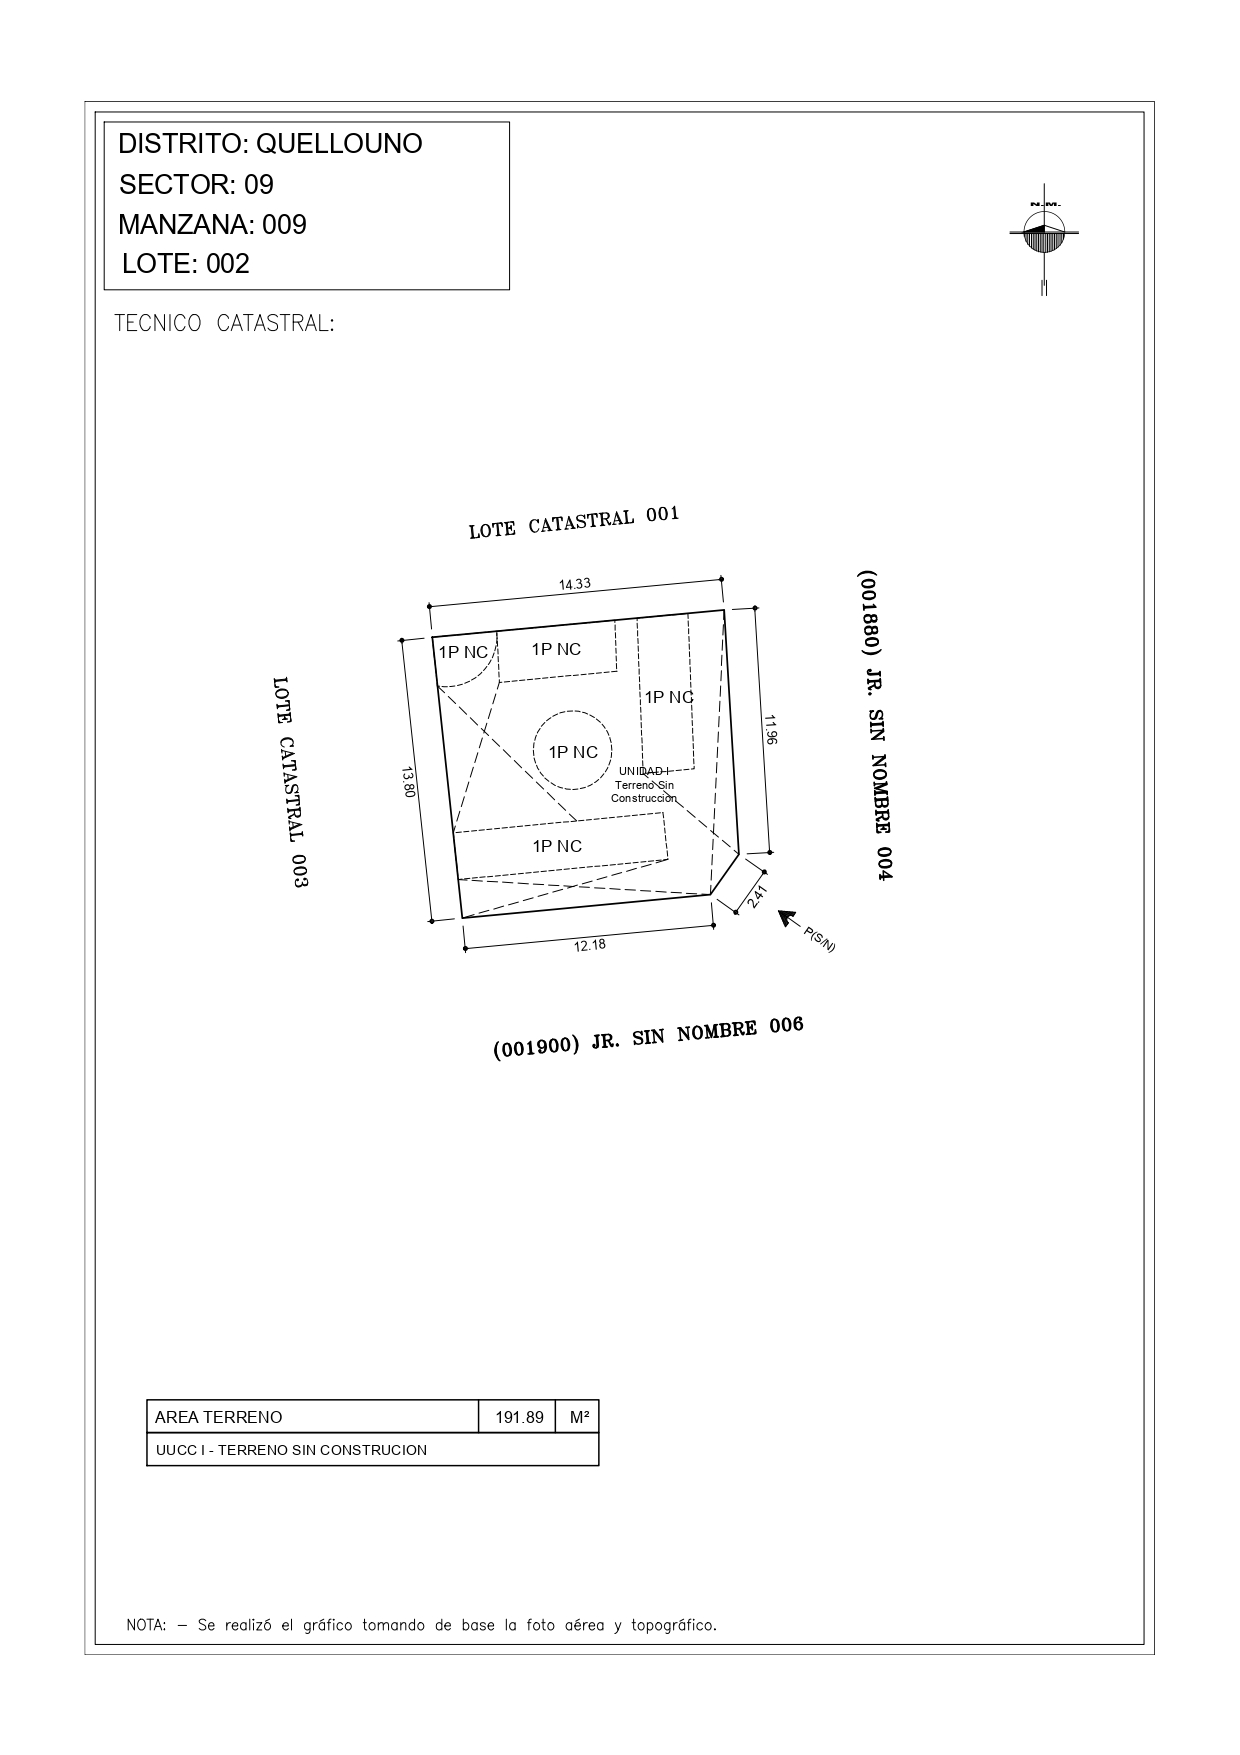 DISTRITO: QUELLOUNO
SECTOR: 09
MANZANA: 009
LOTE: 002
N.M.
TECNICO CATASTRAL:
LOTE CATASTRAL 001
14.33
(001880) JR. SIN NOMBRE 004
1P NC
1P NC
1P NC
LOTE CATASTRAL 003
13.80
11.96
1P NC
UNIDAD I
Terreno Sin
Construcción
1P NC
2.41
P(S/N)
12.18
(001900) JR. SIN NOMBRE 006
AREA TERRENO 191.89 M²
UUCC I - TERRENO SIN CONSTRUCION
NOTA: – Se realizó el gráfico tomando de base la foto aérea y topográfico.